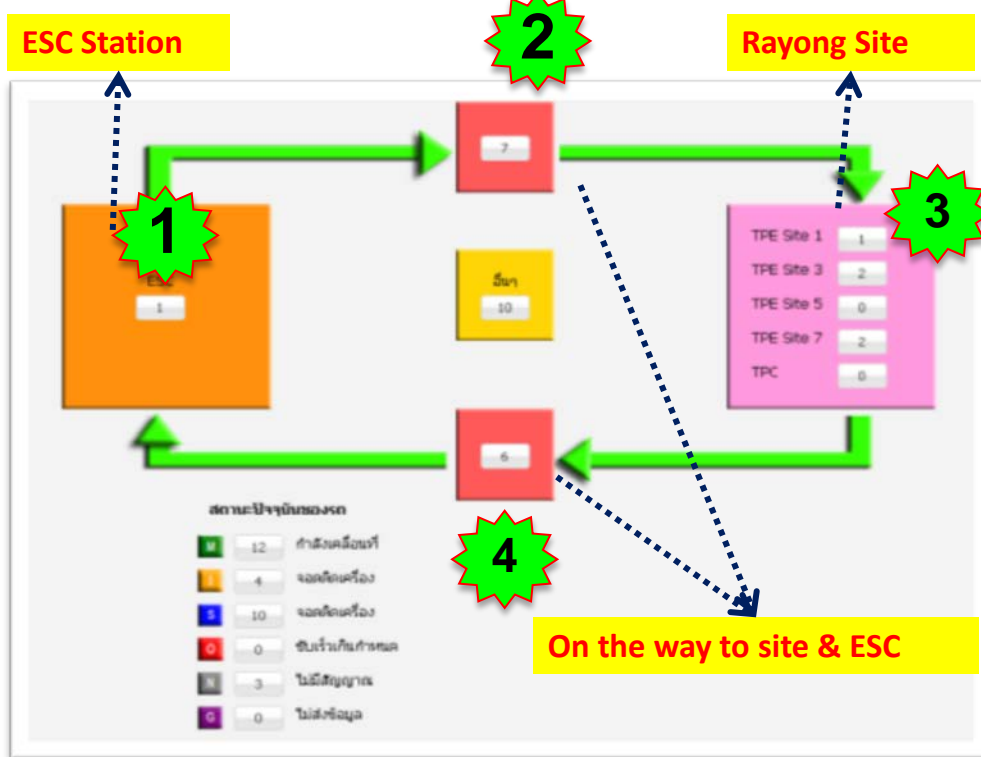 ESC Station
2
Rayong Site
7
1
3
ESC
1
อื่นๆ
10
TPE Site 1 1
TPE Site 3 2
TPE Site 5 0
TPE Site 7 2
TPC 0
6
4
สถานะปัจจุบันของรถ
M 12 กำลังเคลื่อนที่
4 จอดติดเครื่อง
S 10 จอดติดเครื่อง
O 0 ขับเร็วเกินกำหนด
N 3 ไม่มีสัญญาณ
G 0 ไม่ส่งข้อมูล
On the way to site & ESC